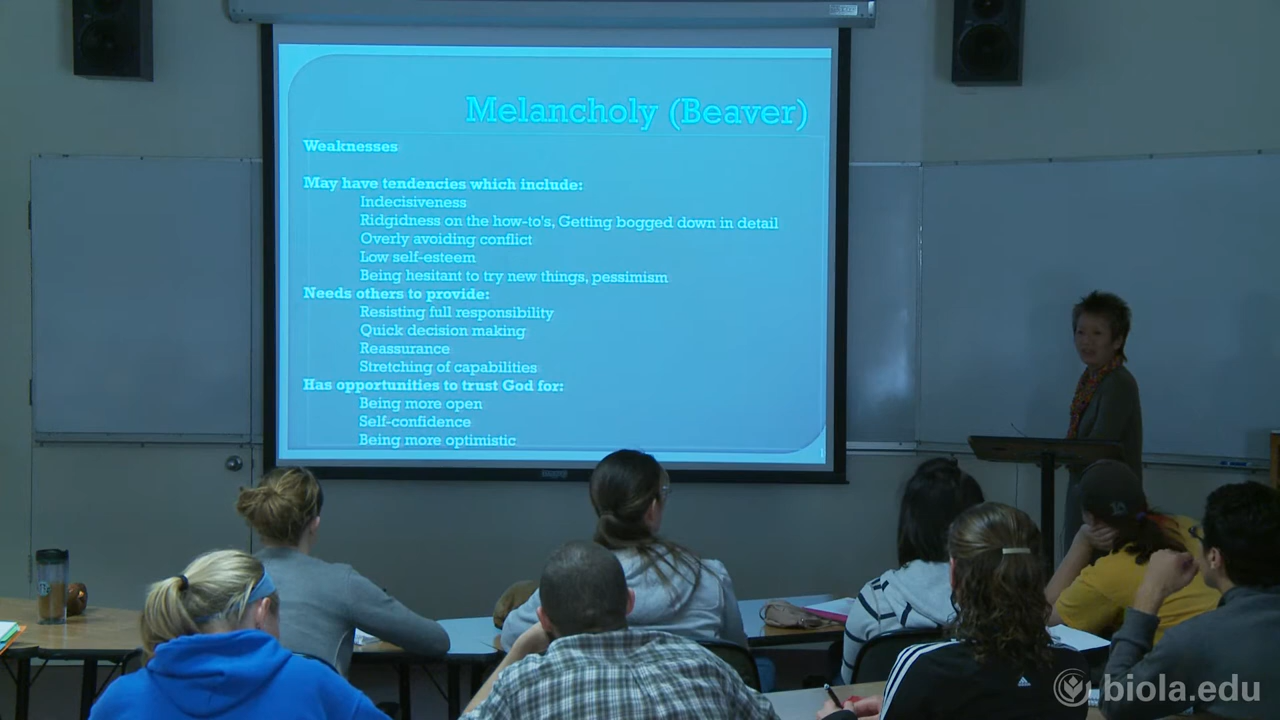 Melancholy (Beaver)
Weaknesses
May have tendencies which include:
Indecisiveness
Ridgidness on the how-to's, Getting bogged down in detail
Overly avoiding conflict
Low self-esteem
Being hesitant to try new things, pessimism
Needs others to provide:
Resisting full responsibility
Quick decision making
Reassurance
Stretching of capabilities
Has opportunities to trust God for:
Being more open
Self-confidence
Being more optimistic
biola.edu